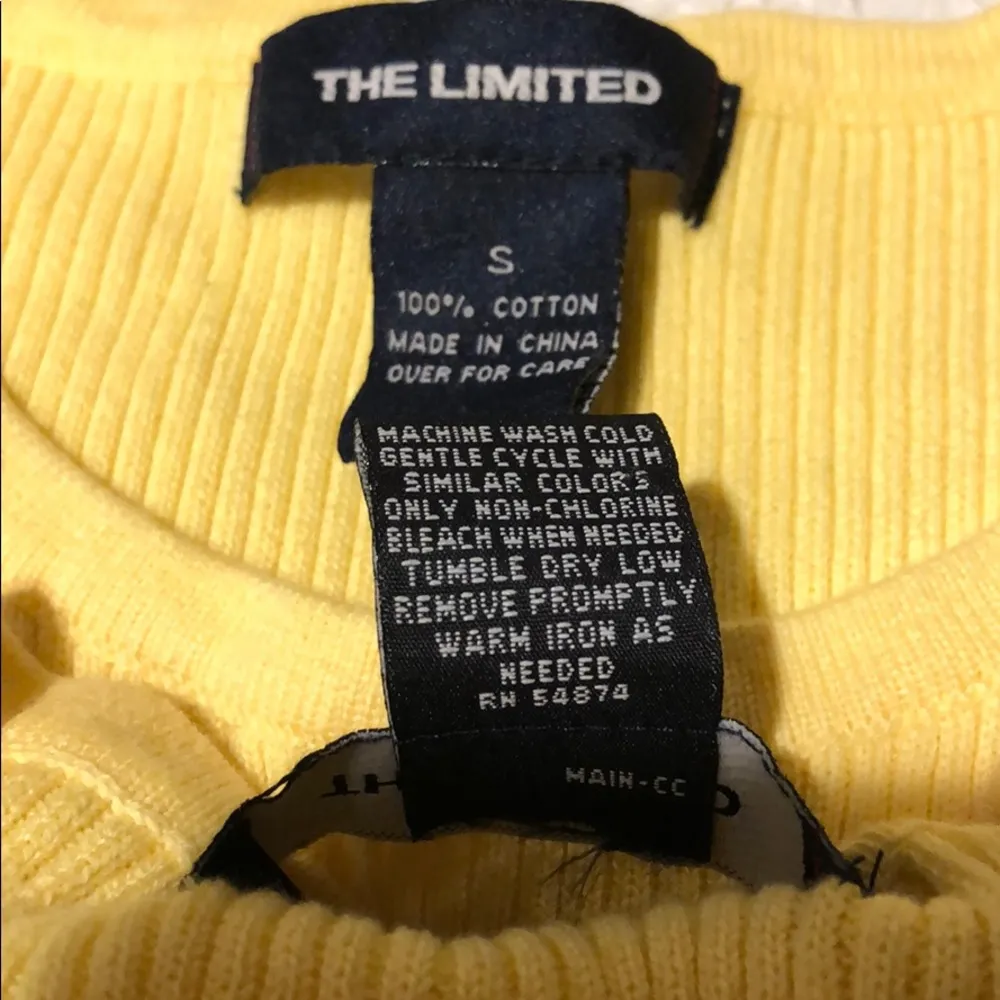 THE LIMITED
S
100% COTTON
MADE IN CHINA
OVER FOR CARE
MACHINE WASH COLD
GENTLE CYCLE WITH
SIMILAR COLORS
ONLY NON-CHLORINE
BLEACH WHEN NEEDED
TUMBLE DRY LOW
REMOVE PROMPTLY
WARM IRON AS
NEEDED
RN 54874
MAIN-CC